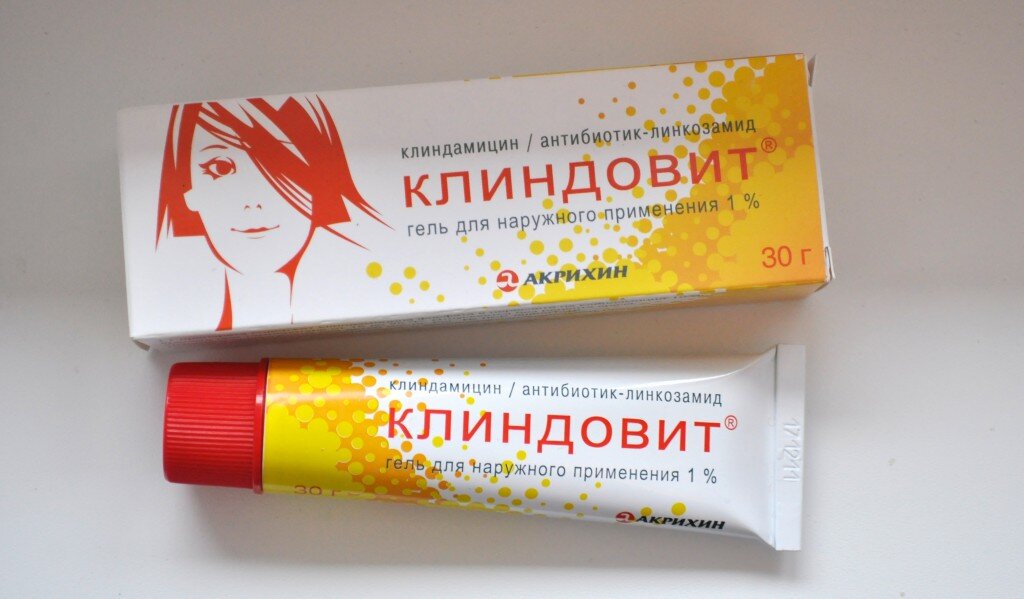 клиндамицин / антибиотик-линкозамид
КЛИНДОВИТ®
гель для наружного применения 1 %
30 г
АКРИХИН
клиндамицин / антибиотик-линкозамид
КЛИНДОВИТ®
гель для наружного применения 1 %
30 г
АКРИХИН